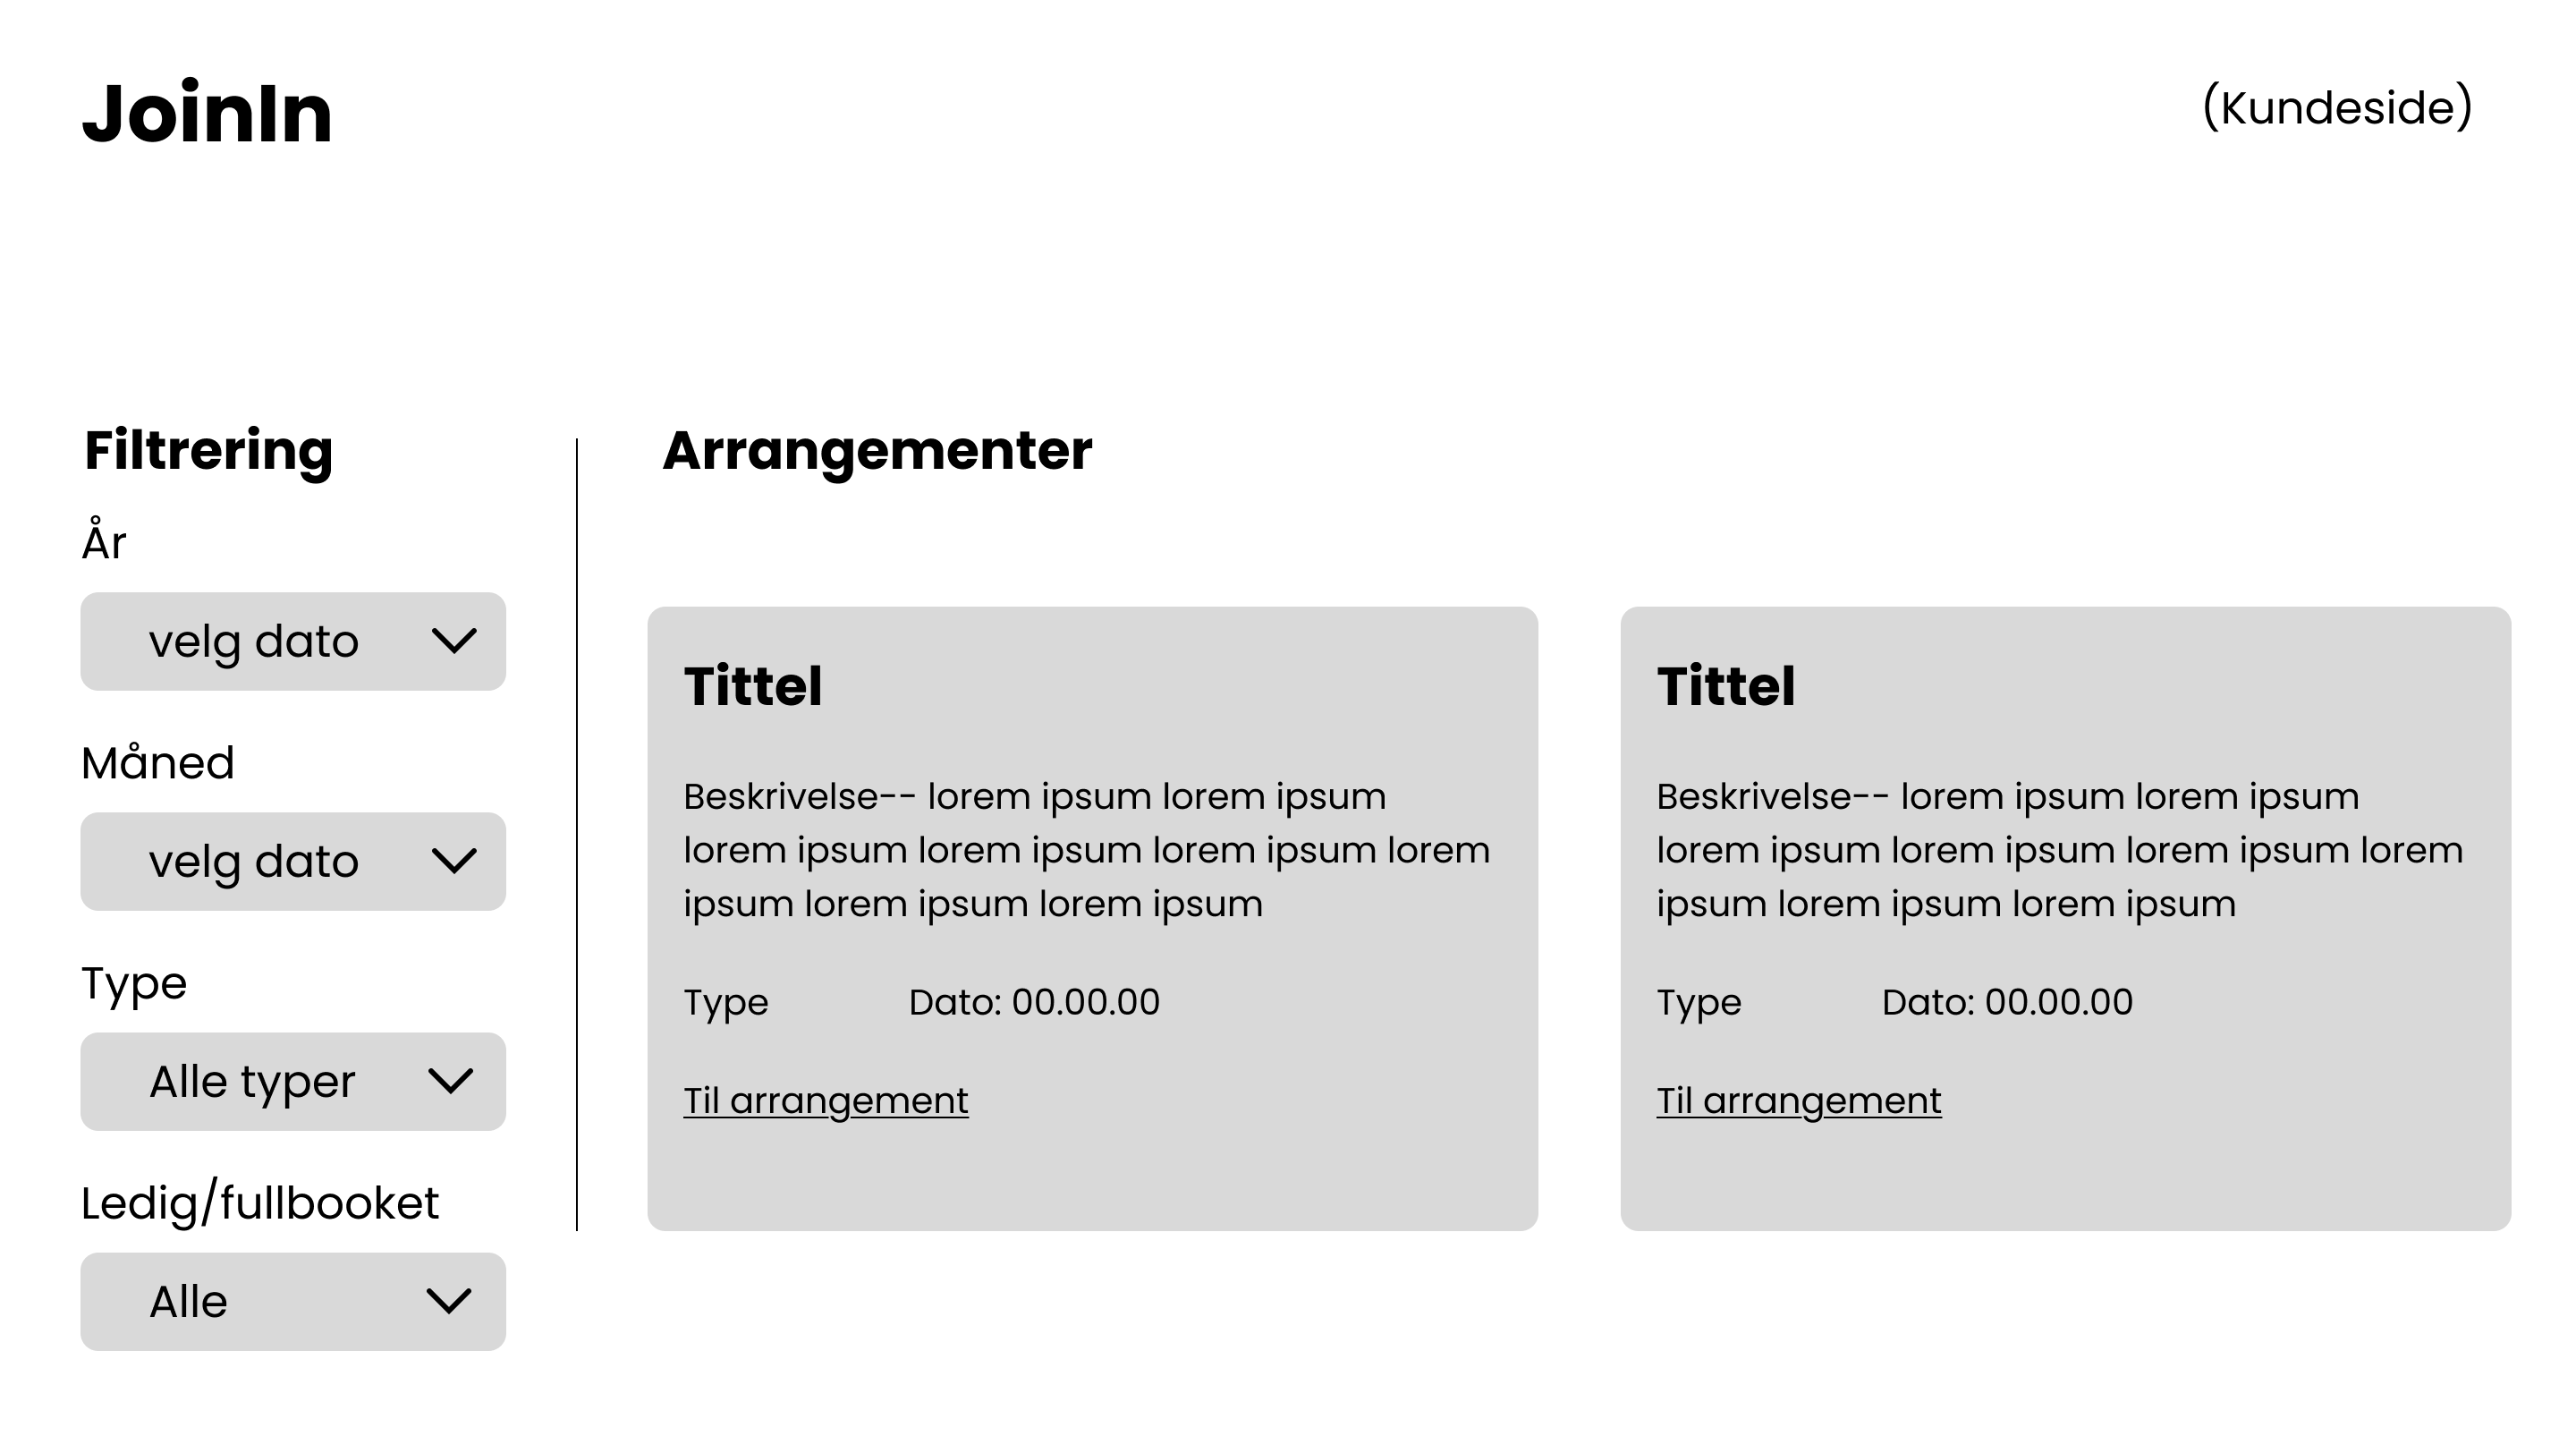 JoinIn
(Kundeside)
Filtrering
År
velg dato
Måned
velg dato
Type
Alle typer
Ledig/fullbooket
Alle
Arrangementer
Tittel
Beskrivelse-- lorem ipsum lorem ipsum
lorem ipsum lorem ipsum lorem ipsum lorem
ipsum lorem ipsum lorem ipsum
Type
Dato: 00.00.00
Til arrangement
Tittel
Beskrivelse-- lorem ipsum lorem ipsum
lorem ipsum lorem ipsum lorem ipsum lorem
ipsum lorem ipsum lorem ipsum
Type
Dato: 00.00.00
Til arrangement